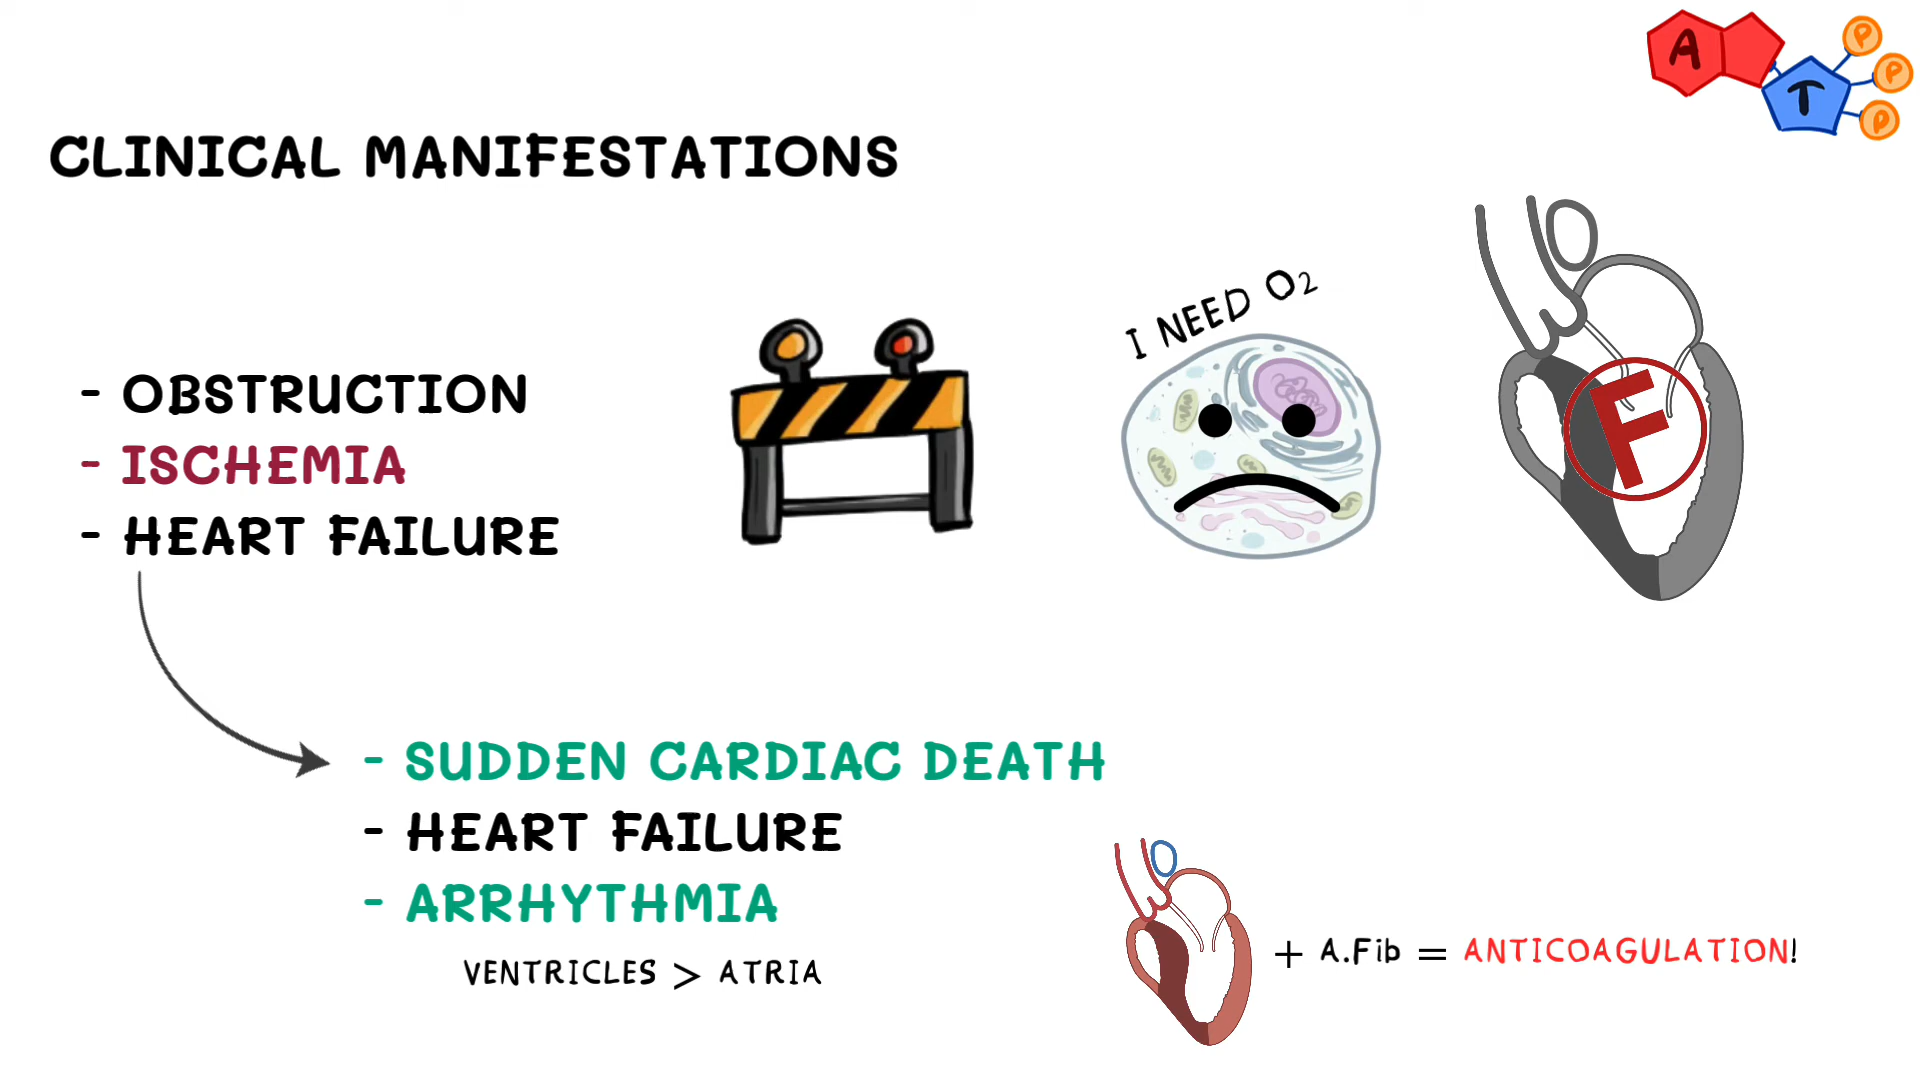 A
T
P
P
P
CLINICAL MANIFESTATIONS
I NEED O₂
- OBSTRUCTION
- ISCHEMIA
- HEART FAILURE
F
- SUDDEN CARDIAC DEATH
- HEART FAILURE
- ARRHYTHMIA
VENTRICLES > ATRIA
+ A.Fib = ANTICOAGULATION!